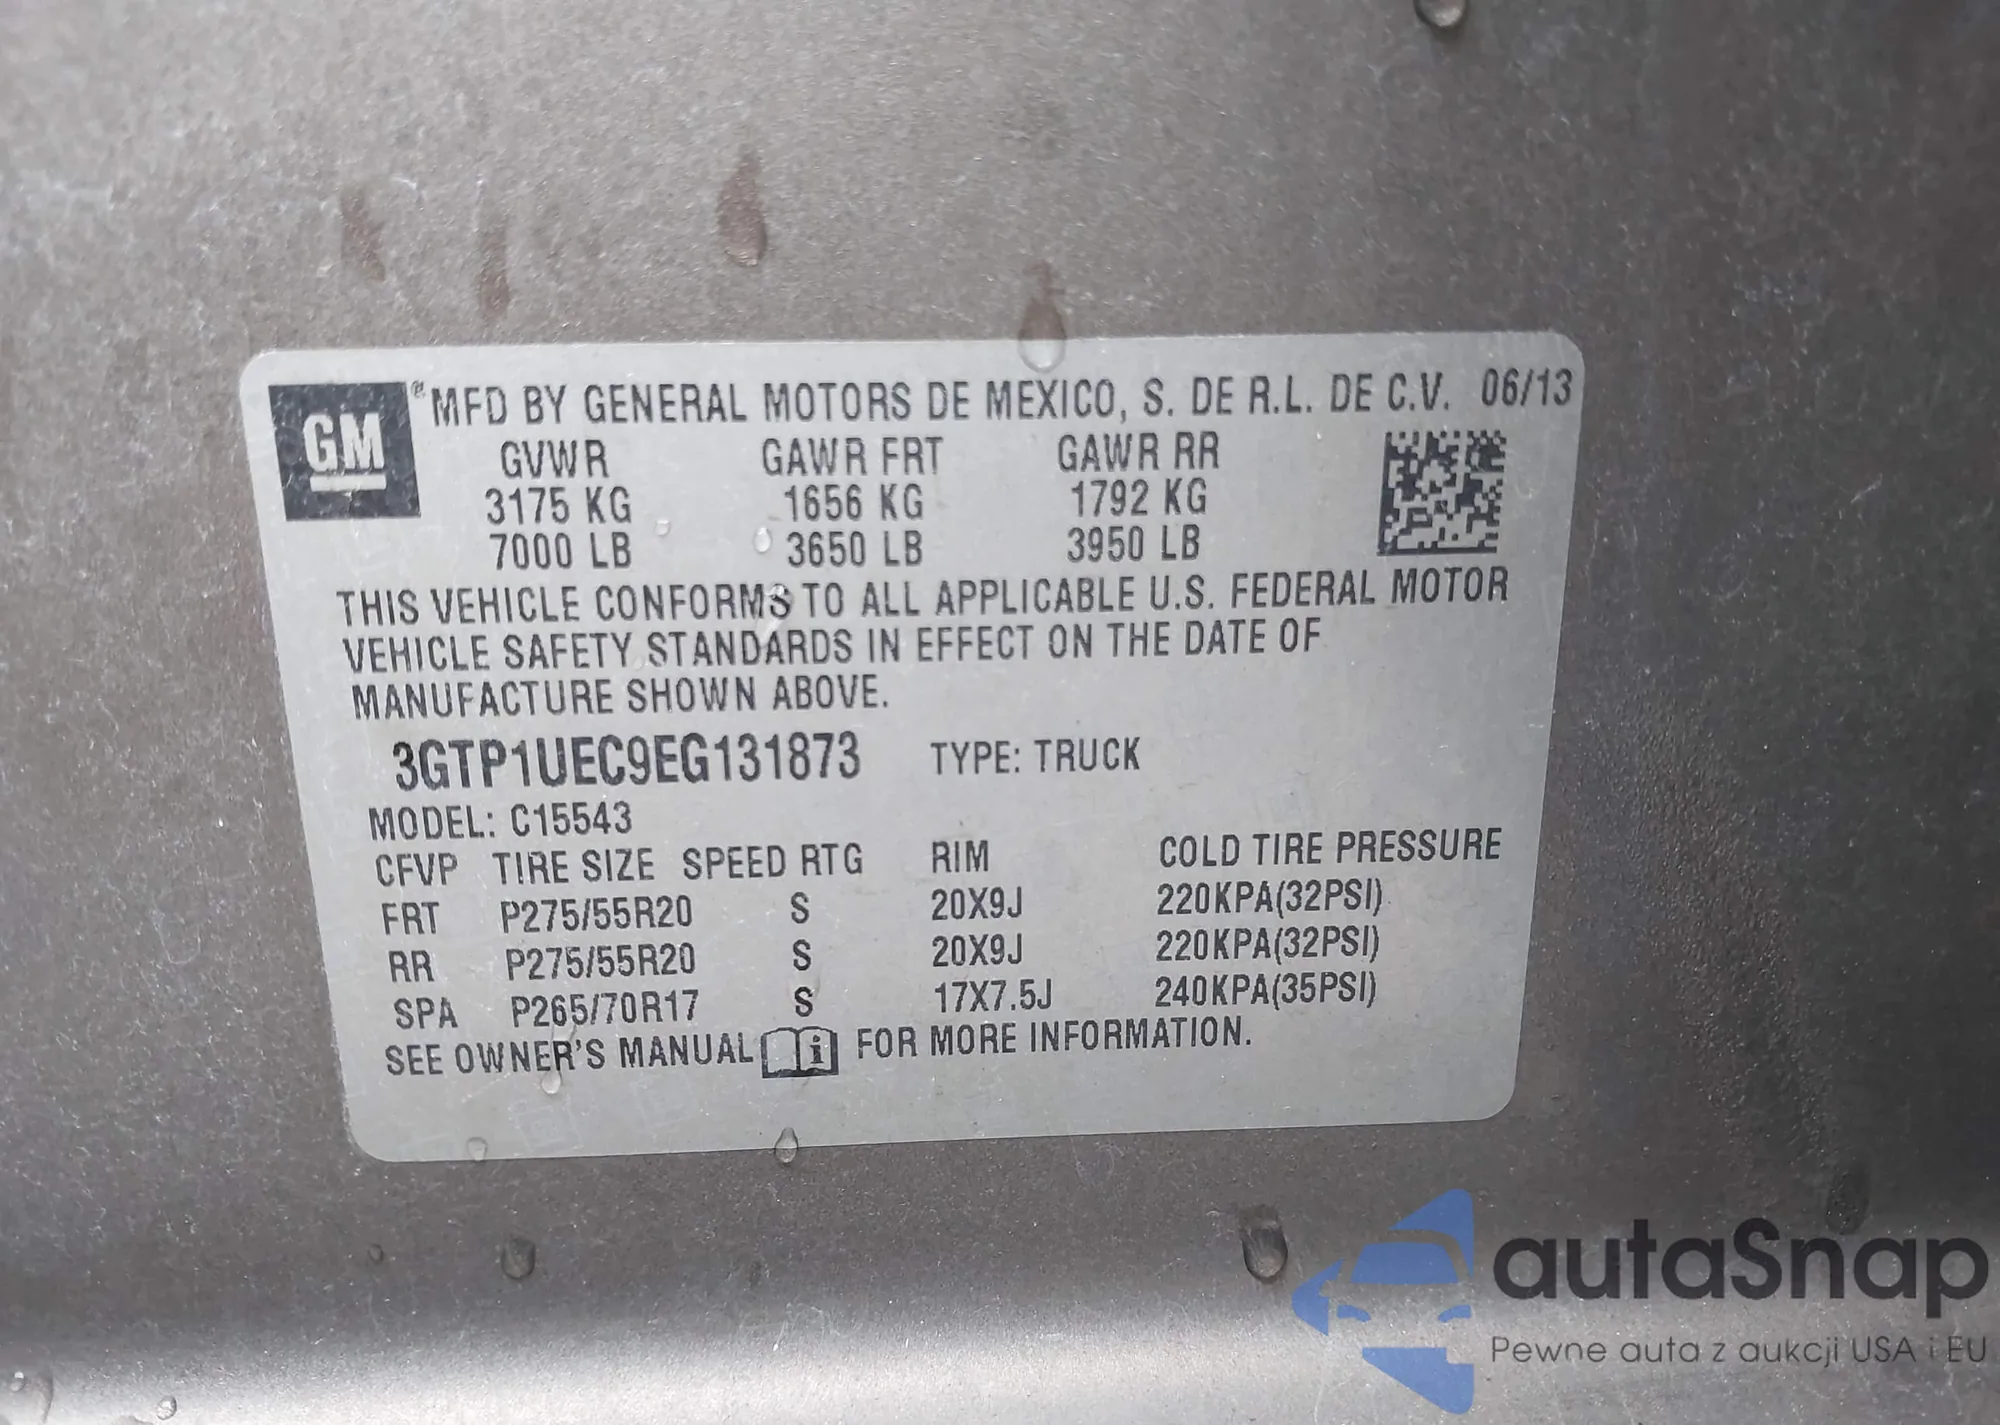 GM ® MFD BY GENERAL MOTORS DE MEXICO, S. DE R.L. DE C.V. 06/13
GVWR GAWR FRT GAWR RR
3175 KG 1656 KG 1792 KG
7000 LB 3650 LB 3950 LB
THIS VEHICLE CONFORMS TO ALL APPLICABLE U.S. FEDERAL MOTOR
VEHICLE SAFETY STANDARDS IN EFFECT ON THE DATE OF
MANUFACTURE SHOWN ABOVE.
3GTP1UEC9EG131873 TYPE: TRUCK
MODEL: C15543
CFVP TIRE SIZE SPEED RTG RIM COLD TIRE PRESSURE
FRT P275/55R20 S 20X9J 220KPA(32PSI)
RR P275/55R20 S 20X9J 220KPA(32PSI)
SPA P265/70R17 S 17X7.5J 240KPA(35PSI)
SEE OWNER'S MANUAL i FOR MORE INFORMATION.
autaSnap
Pewne auta z aukcji USA i EU